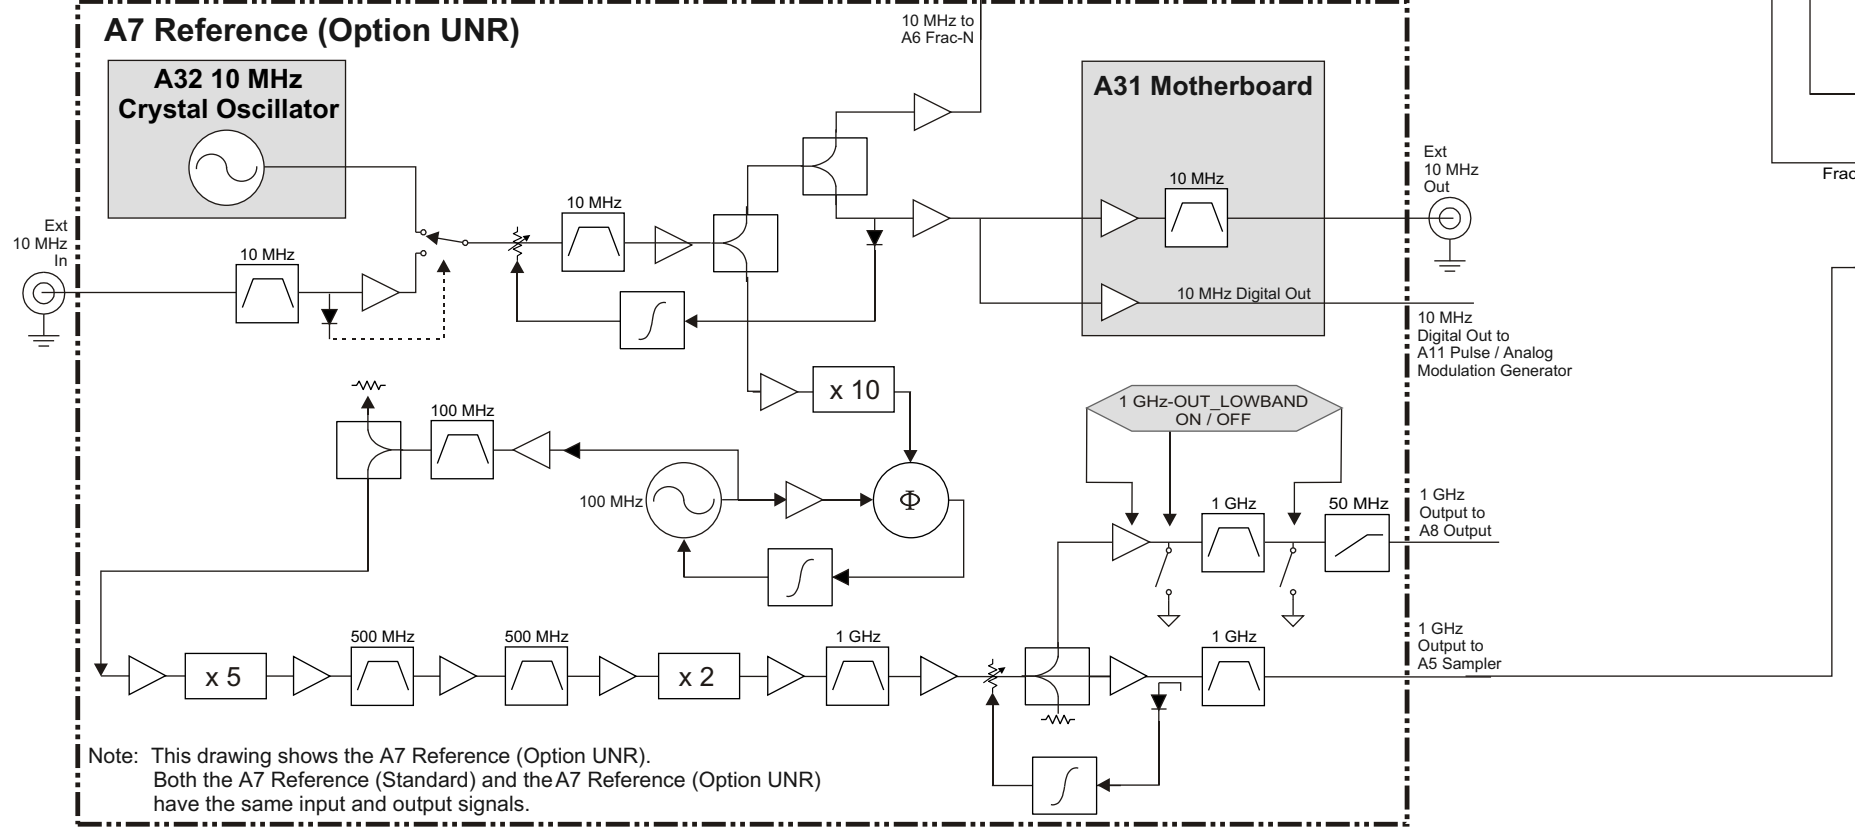 A7 Reference (Option UNR)
10 MHz to
A6 Frac-N
A32 10 MHz
Crystal Oscillator
A31 Motherboard
Ext
10 MHz
Out
Frac
10 MHz
10 MHz
Ext
10 MHz
In
10 MHz
10 MHz Digital Out
10 MHz
Digital Out to
A11 Pulse / Analog
Modulation Generator
x 10
100 MHz
1 GHz-OUT_LOWBAND
ON / OFF
100 MHz
Φ
1 GHz
50 MHz
1 GHz
Output to
A8 Output
500 MHz
500 MHz
1 GHz
1 GHz
1 GHz
Output to
A5 Sampler
x 5
x 2
Note: This drawing shows the A7 Reference (Option UNR).
Both the A7 Reference (Standard) and theA7 Reference (Option UNR)
have the same input and output signals.